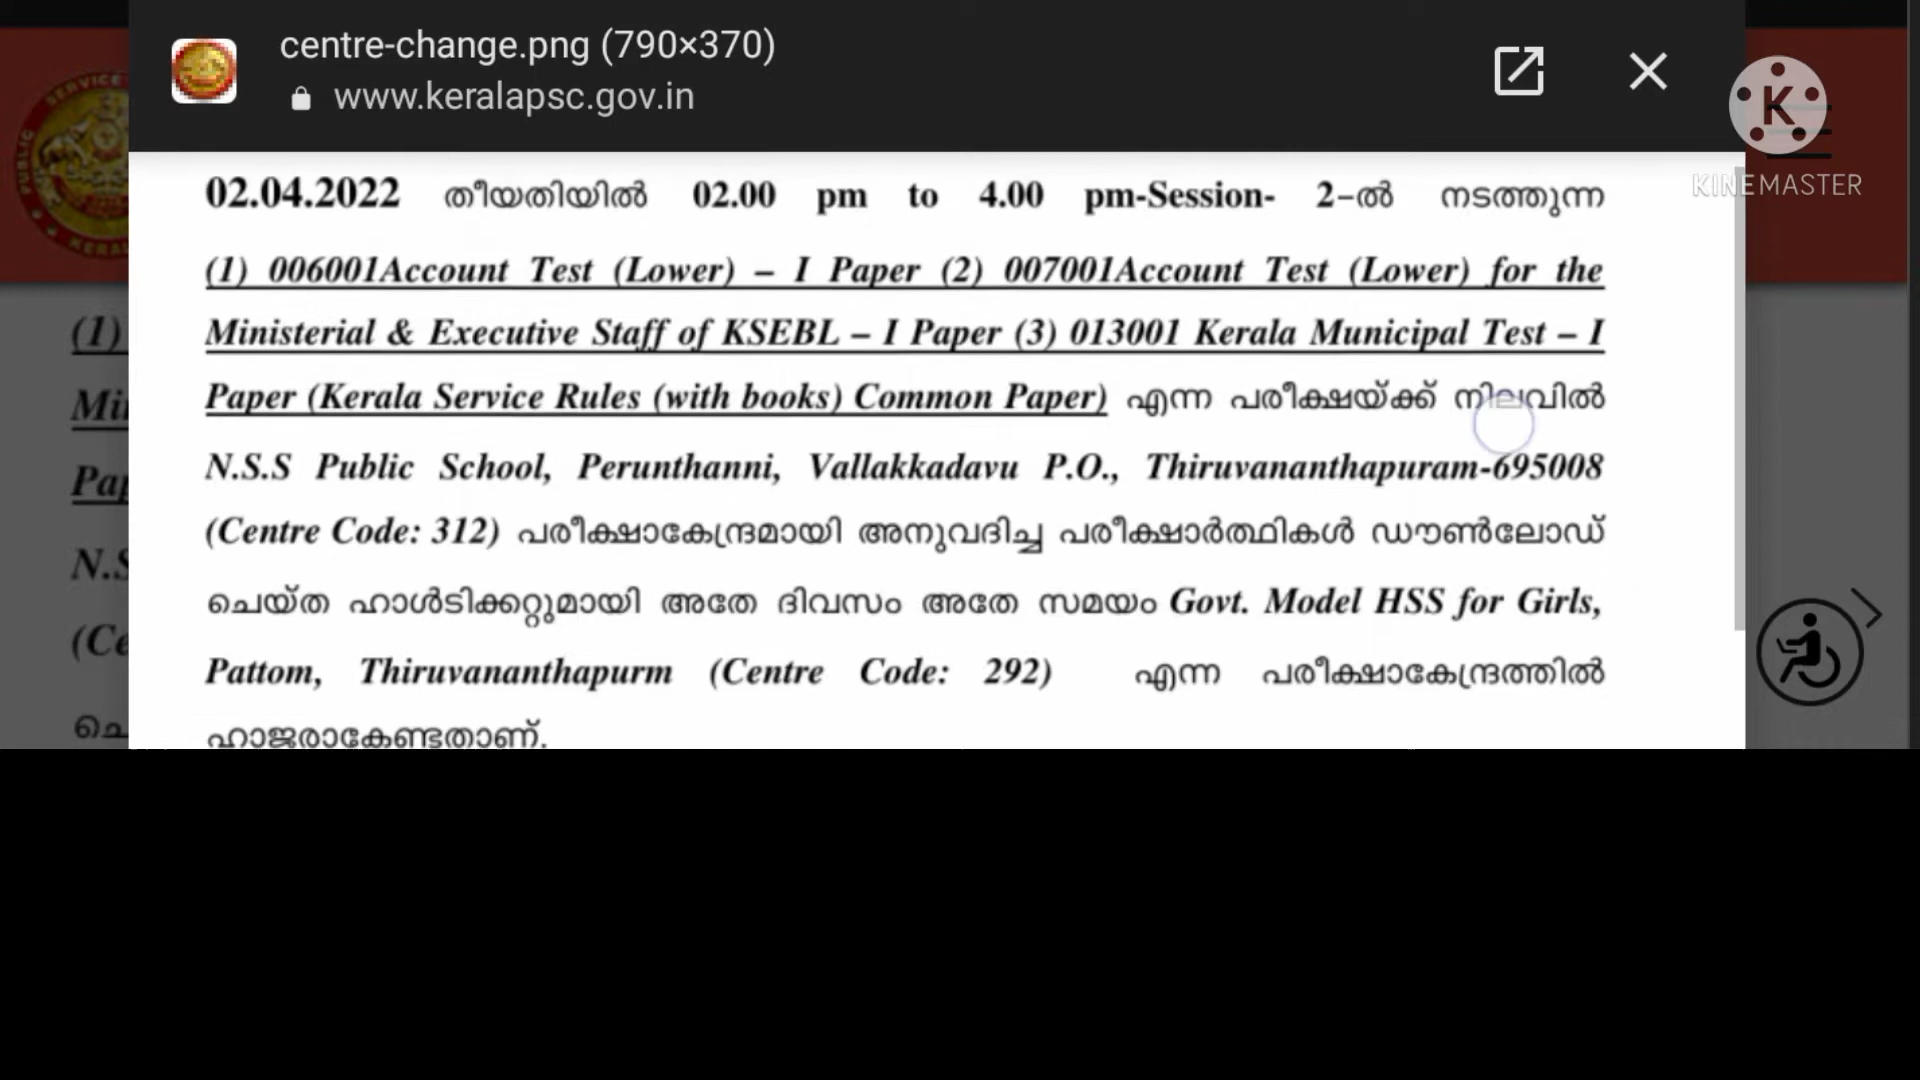 centre-change.png (790×370)
www.keralapsc.gov.in
K
KINEMASTER
SERVICE
PUBLIC
KERAL
02.04.2022 തീയതിയിൽ 02.00 pm to 4.00 pm-Session- 2-ൽ നടത്തുന്ന
(1) 006001Account Test (Lower) – I Paper (2) 007001Account Test (Lower) for the
Ministerial & Executive Staff of KSEBL – I Paper (3) 013001 Kerala Municipal Test – I
Paper (Kerala Service Rules (with books) Common Paper) എന്ന പരീക്ഷയ്ക്ക് നിലവിൽ
N.S.S Public School, Perunthanni, Vallakkadavu P.O., Thiruvananthapuram-695008
(Centre Code: 312) പരീക്ഷാകേന്ദ്രമായി അനുവദിച്ച പരീക്ഷാർത്ഥികൾ ഡൗൺലോഡ്
ചെയ്ത ഹാൾടിക്കറ്റുമായി അതേ ദിവസം അതേ സമയം Govt. Model HSS for Girls,
Pattom, Thiruvananthapurm (Centre Code: 292) എന്ന പരീക്ഷാകേന്ദ്രത്തിൽ
ഹാജരാകേണ്ടതാണ്.
(1)